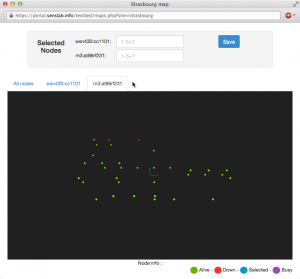 Strasbourg map
https://portal.senslab.info/testbed/maps.php?site=strasbourg
Selected Nodes
wsn430:cc1101:
1-5+7
Save
m3:at86rf231:
1-5+7
All nodes
wsn430:cc1101
m3:at86rf231
Node info :
Alive -
Down -
Selected -
Busy